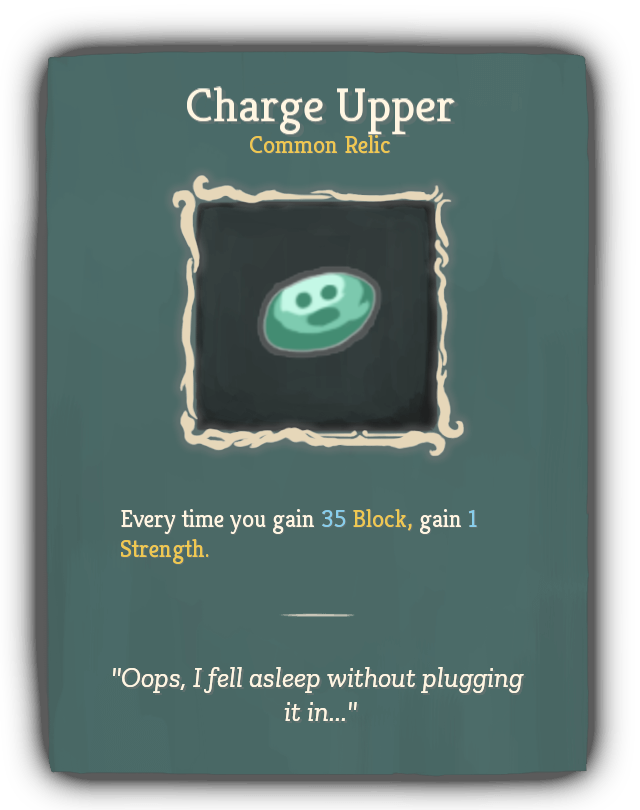 Charge Upper
Common Relic
Every time you gain 35 Block, gain 1
Strength.
"Oops, I fell asleep without plugging
it in..."